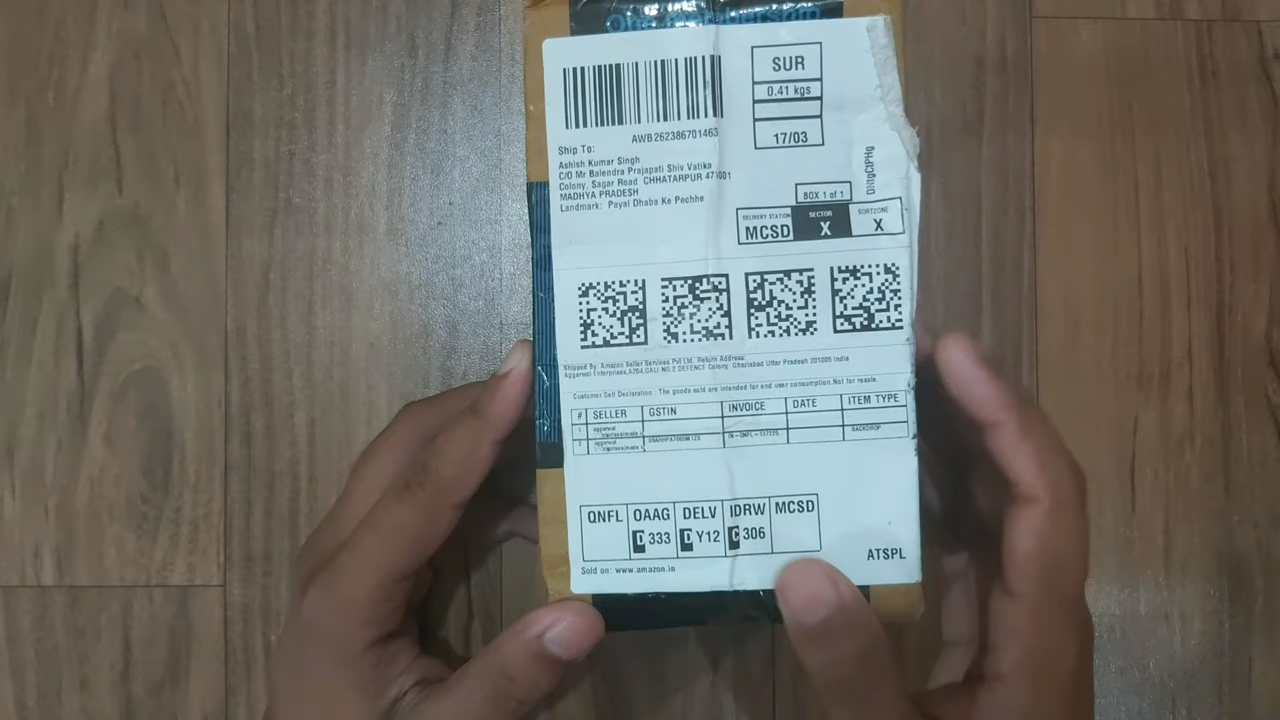 One membership
SUR
0.41 kgs
17/03
AWB 262386701463
Ship To:
Ashish Kumar Singh
C/O Mr Balendra Prajapati Shiv Vatika
Colony, Sagar Road CHHATARPUR 471001
MADHYA PRADESH
Landmark: Payal Dhaba Ke Pechhe
BOX 1 of 1
DELIVERY STATION SECTOR SORTZONE
MCSD X X
Shipped By: Amazon Seller Services Pvt Ltd. Return Address:
Aggarwal Enterprises,A264,GALI NO.2 DEFENCE Colony Ghaziabad Uttar Pradesh 201005 India
Customer Self Declaration : The goods sold are intended for end user consumption.Not for resale.
# SELLER GSTIN INVOICE DATE ITEM TYPE
1 aggarwal
2 aggarwal BACKDROP
QNFL OAAG DELV IDRW MCSD
D 333 D Y12 C 306
ATSPL
Sold on: www.amazon.in